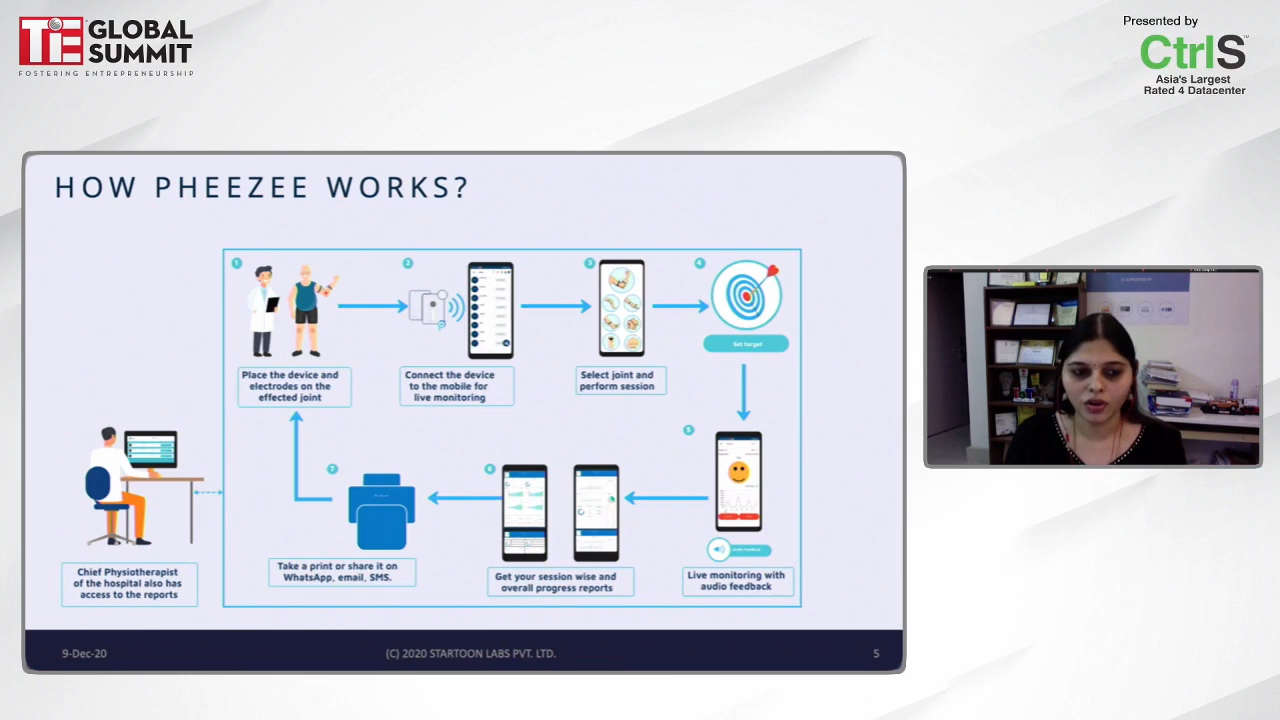 TiE GLOBAL
SUMMIT
FOSTERING ENTREPRENEURSHIP
Presented by
CtrlS™
Asia's Largest
Rated 4 Datacenter
HOW PHEEZEE WORKS?
1
2
3
4
Set target
Place the device and
electrodes on the
effected joint
Connect the device
to the mobile for
live monitoring
Select joint and
perform session
5
6
7
Audio feedback
Take a print or share it on
WhatsApp, email, SMS.
Get your session wise and
overall progress reports
Live monitoring with
audio feedback
Chief Physiotherapist
of the hospital also has
access to the reports
9-Dec-20
(C) 2020 STARTOON LABS PVT. LTD.
5